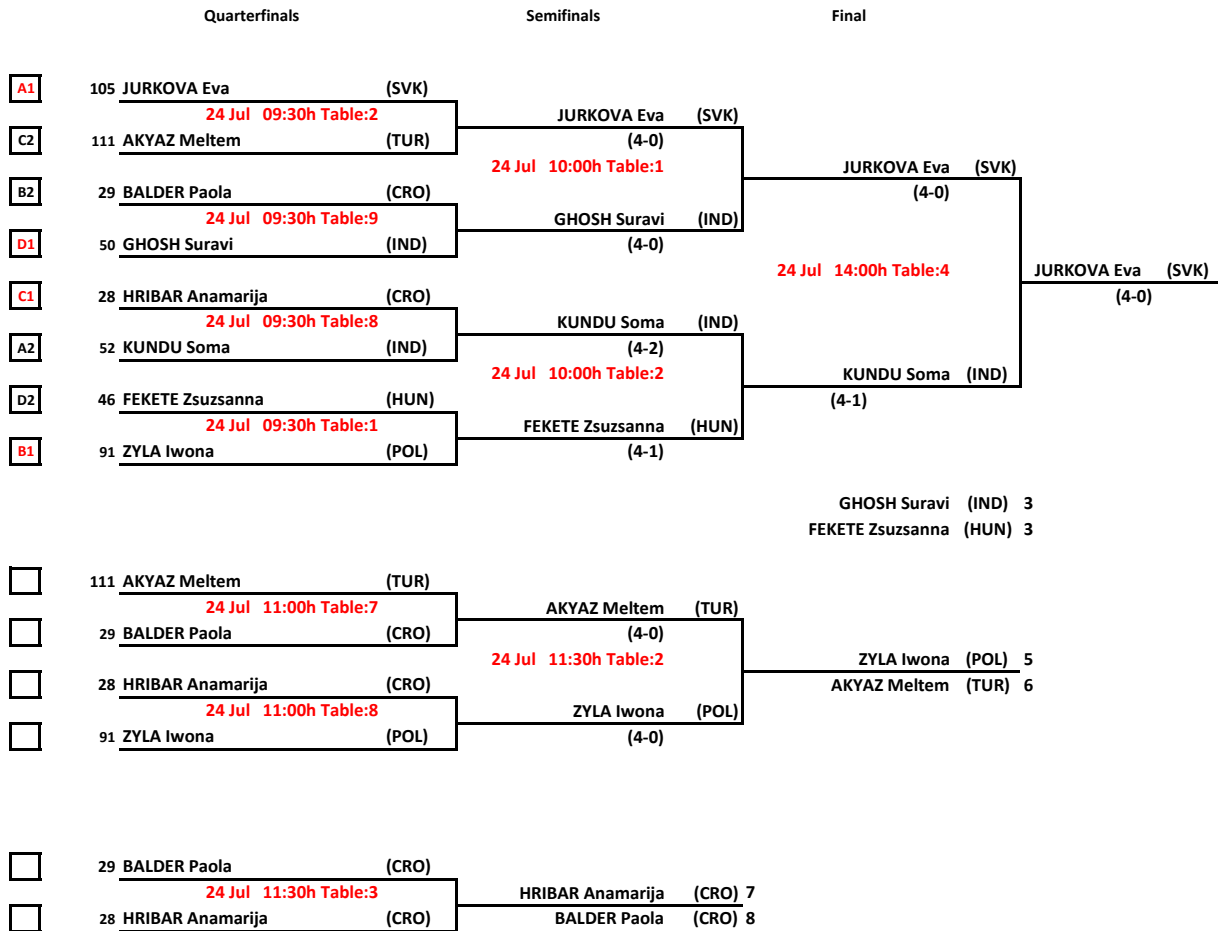 Quarterfinals Semifinals Final
A1 105 JURKOVA Eva (SVK)
24 Jul 09:30h Table:2 JURKOVA Eva (SVK)
C2 111 AKYAZ Meltem (TUR) (4-0)
24 Jul 10:00h Table:1 JURKOVA Eva (SVK)
B2 29 BALDER Paola (CRO) (4-0)
24 Jul 09:30h Table:9 GHOSH Suravi (IND)
D1 50 GHOSH Suravi (IND) (4-0)
24 Jul 14:00h Table:4 JURKOVA Eva (SVK)
C1 28 HRIBAR Anamarija (CRO) (4-0)
24 Jul 09:30h Table:8 KUNDU Soma (IND)
A2 52 KUNDU Soma (IND) (4-2)
24 Jul 10:00h Table:2 KUNDU Soma (IND)
D2 46 FEKETE Zsuzsanna (HUN) (4-1)
24 Jul 09:30h Table:1 FEKETE Zsuzsanna (HUN)
B1 91 ZYLA Iwona (POL) (4-1)
GHOSH Suravi (IND) 3
FEKETE Zsuzsanna (HUN) 3
111 AKYAZ Meltem (TUR)
24 Jul 11:00h Table:7 AKYAZ Meltem (TUR)
29 BALDER Paola (CRO) (4-0)
24 Jul 11:30h Table:2 ZYLA Iwona (POL) 5
28 HRIBAR Anamarija (CRO) AKYAZ Meltem (TUR) 6
24 Jul 11:00h Table:8 ZYLA Iwona (POL)
91 ZYLA Iwona (POL) (4-0)
29 BALDER Paola (CRO)
24 Jul 11:30h Table:3 HRIBAR Anamarija (CRO) 7
28 HRIBAR Anamarija (CRO) BALDER Paola (CRO) 8